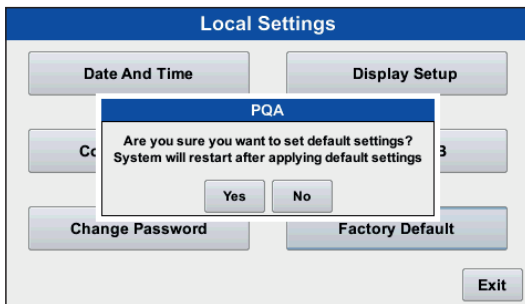 Local Settings
Date And Time
Display Setup
PQA
Are you sure you want to set default settings?
System will restart after applying default settings
Yes
No
Change Password
Factory Default
Exit